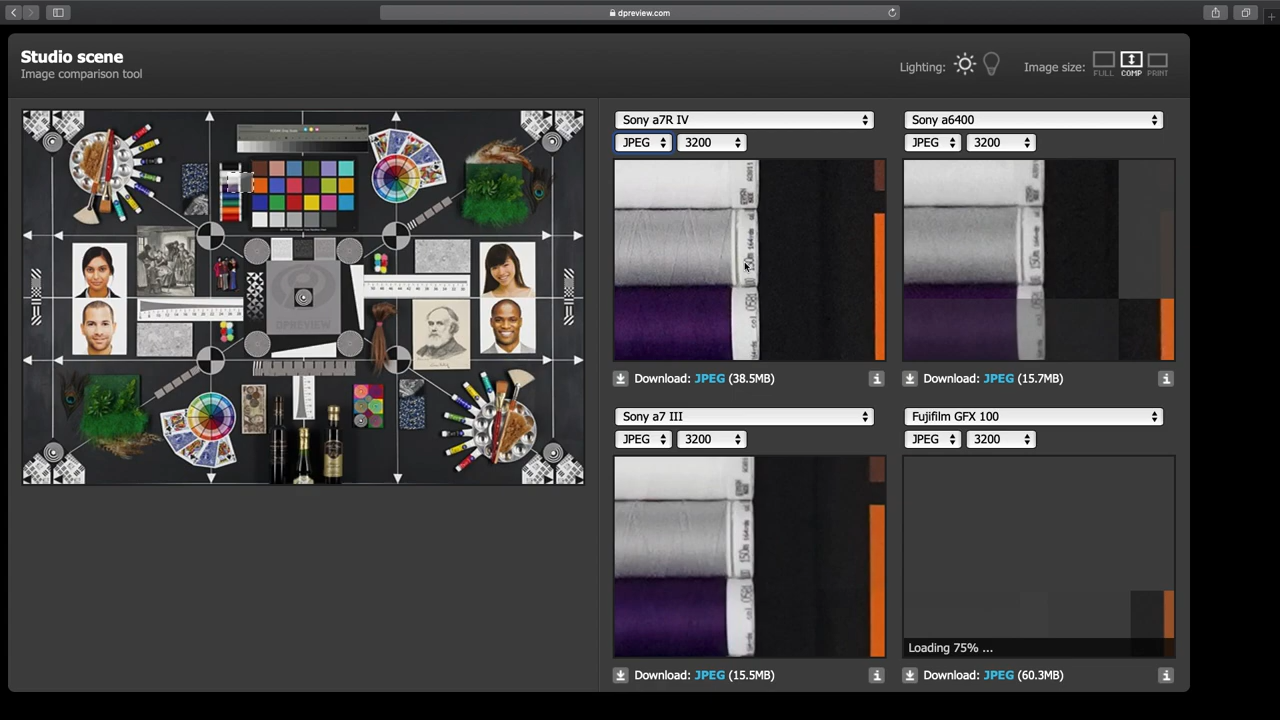 dpreview.com
Studio scene
Image comparison tool
Lighting:
Image size:
FULL
COMP
PRINT
Sony a7R IV
JPEG
3200
Sony a6400
JPEG
3200
DPREVIEW
Download: JPEG (38.5MB)
Download: JPEG (15.7MB)
Sony a7 III
JPEG
3200
Fujifilm GFX 100
JPEG
3200
150m
Loading 75% ...
Download: JPEG (15.5MB)
Download: JPEG (60.3MB)